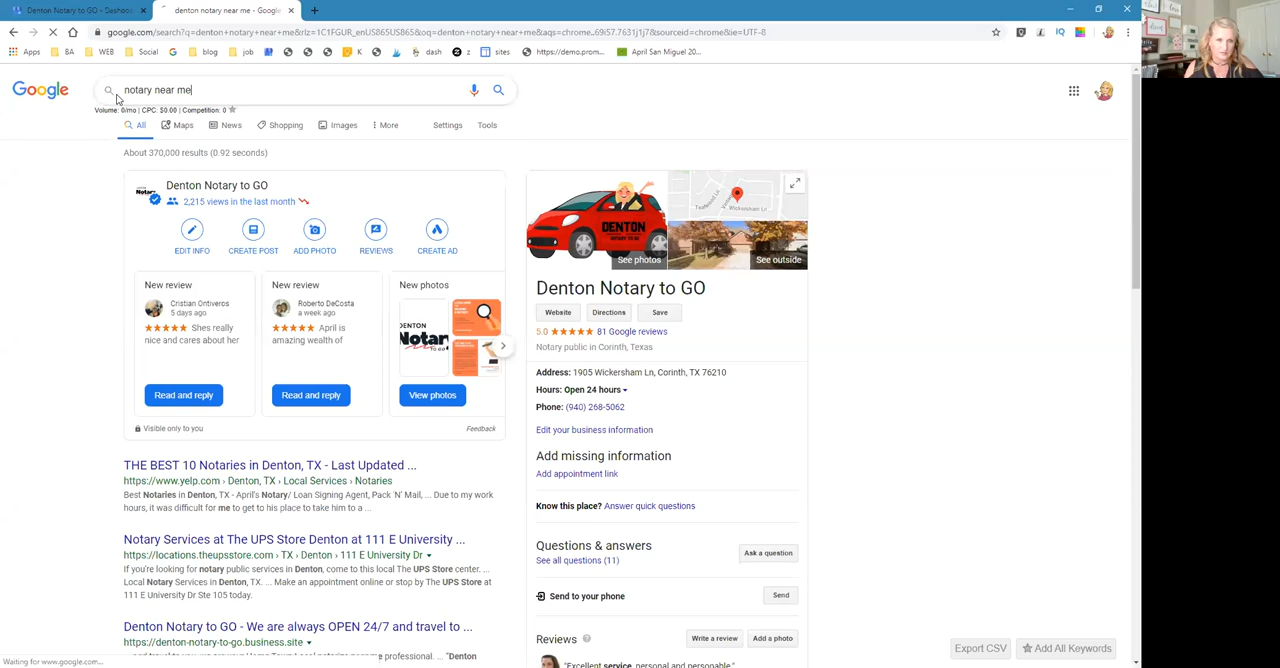 Denton Notary to GO - Dashboa
denton notary near me - Google
google.com/search?q=denton+notary+near+me&rlz=1C1FGUR_enUS865US865&oq=denton+notary+near+me&aqs=chrome..69i57.7631j1j7&sourceid=chrome&ie=UTF-8
Apps BA WEB Social blog job K dash z sites https://demo.prom... April San Miguel 20...
Google
notary near me
Volume: 0/mo | CPC: $0.00 | Competition: 0
All Maps News Shopping Images More Settings Tools
About 370,000 results (0.92 seconds)
Denton Notary to GO
2,215 views in the last month
EDIT INFO CREATE POST ADD PHOTO REVIEWS CREATE AD
New review
Cristian Ontiveros
5 days ago
Shes really
nice and cares about her
Read and reply
New review
Roberto DeCosta
a week ago
April is
amazing wealth of
Read and reply
New photos
DENTON
Notar
View photos
Visible only to you
Feedback
THE BEST 10 Notaries in Denton, TX - Last Updated ...
https://www.yelp.com › Denton, TX › Local Services › Notaries
Best Notaries in Denton, TX - April's Notary/ Loan Signing Agent, Pack 'N' Mail, ... Due to my work
hours, it was difficult for me to get to his place to take him to a ...
Notary Services at The UPS Store Denton at 111 E University ...
https://locations.theupsstore.com › TX › Denton › 111 E University Dr
If you're looking for notary public services in Denton, come to this local The UPS Store center. ...
Local Notary Services in Denton, TX. ... Make an appointment online or stop by The UPS Store at
111 E University Dr Ste 105 today.
Denton Notary to GO - We are always OPEN 24/7 and travel to ...
https://denton-notary-to-go.business.site
professional. ... "Denton
Waiting for www.google.com...
DENTON
NOTARY TO GO
See photos
Teasewood Ln
Wickersham Ln
See outside
Denton Notary to GO
Website Directions Save
5.0 81 Google reviews
Notary public in Corinth, Texas
Address: 1905 Wickersham Ln, Corinth, TX 76210
Hours: Open 24 hours
Phone: (940) 268-5062
Edit your business information
Add missing information
Add appointment link
Know this place? Answer quick questions
Questions & answers
See all questions (11)
Ask a question
Send to your phone
Send
Reviews
Write a review Add a photo
"Excellent service, personal and personable."
Export CSV Add All Keywords